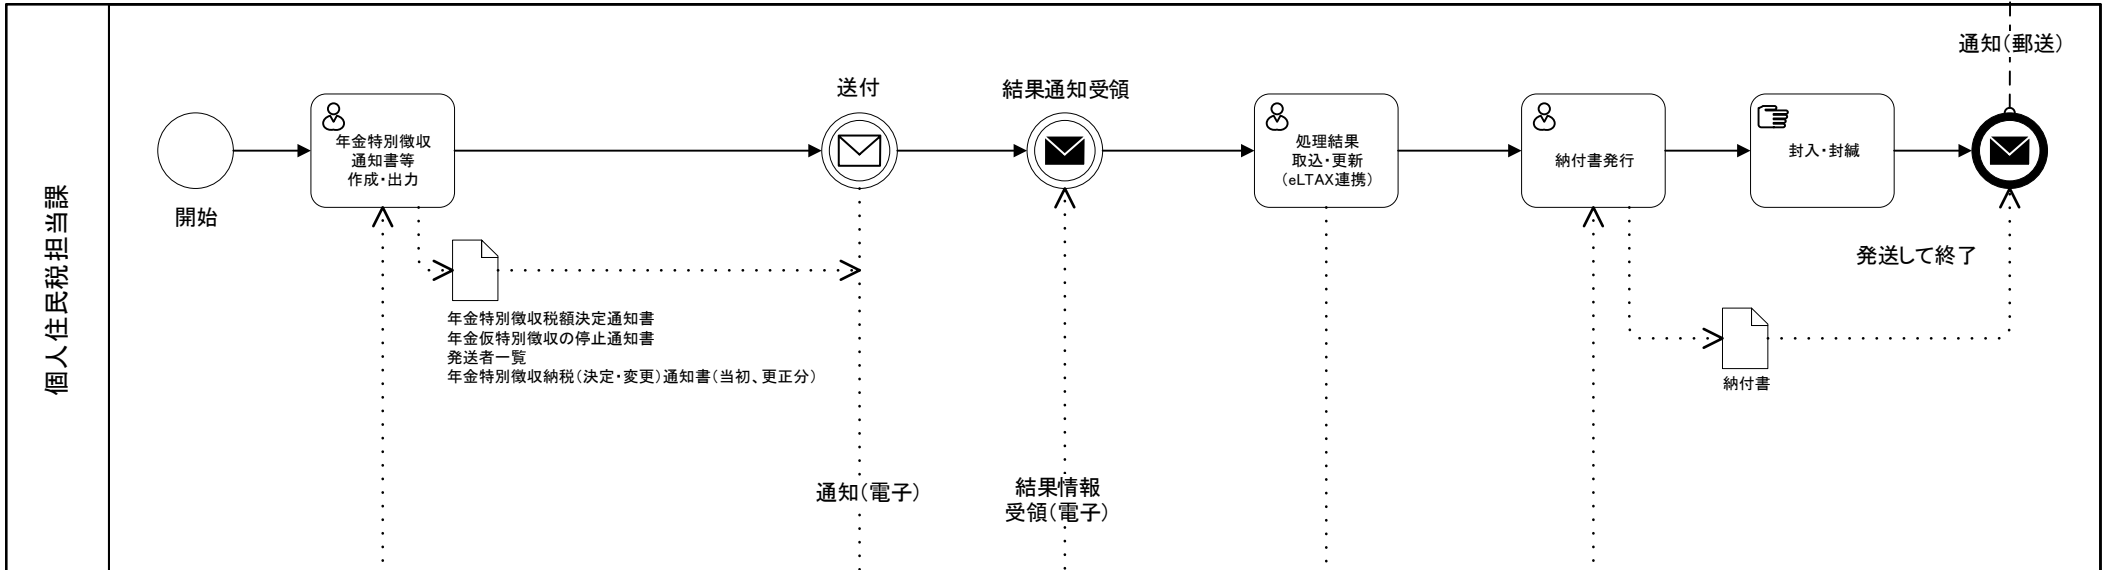 個人住民税担当課
開始
年金特別徴収
通知書等
作成・出力
年金特別徴収税額決定通知書
年金仮特別徴収の停止通知書
発送者一覧
年金特別徴収納税(決定・変更)通知書(当初、更正分)
送付
通知(電子)
結果通知受領
結果情報
受領(電子)
処理結果
取込・更新
(eLTAX連携)
納付書発行
納付書
封入・封緘
通知(郵送)
発送して終了